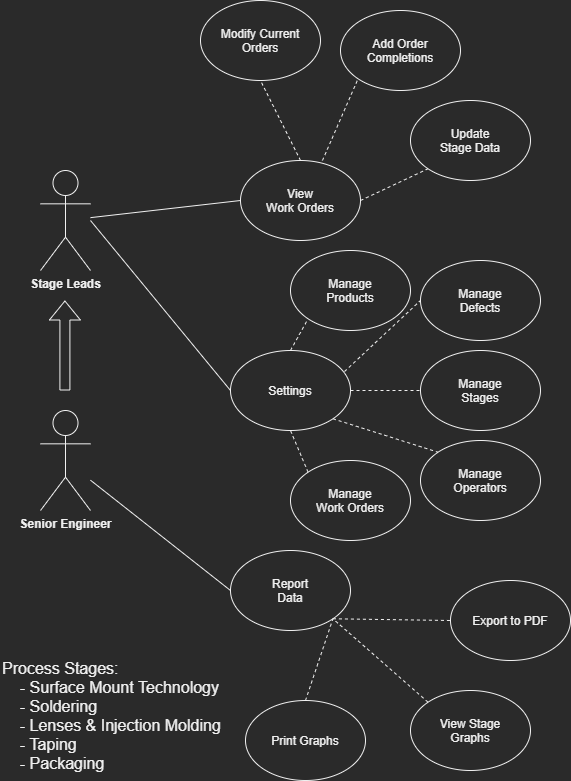 Modify Current
Orders
Add Order
Completions
Update
Stage Data
View
Work Orders
Stage Leads
Manage
Products
Manage
Defects
Settings
Manage
Stages
Manage
Operators
Manage
Work Orders
Senior Engineer
Report
Data
Export to PDF
Process Stages:
- Surface Mount Technology
- Soldering
- Lenses & Injection Molding
- Taping
- Packaging
Print Graphs
View Stage
Graphs